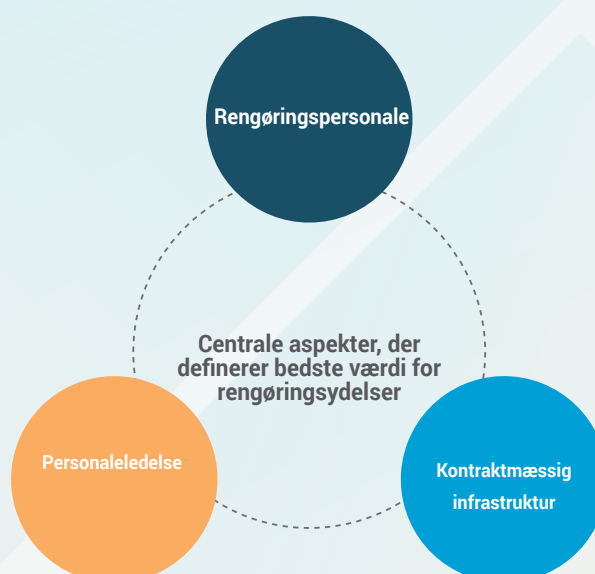 Rengøringspersonale
Centrale aspekter, der
definerer bedste værdi for
rengøringsydelser
Personaleledelse
Kontraktmæssig
infrastruktur